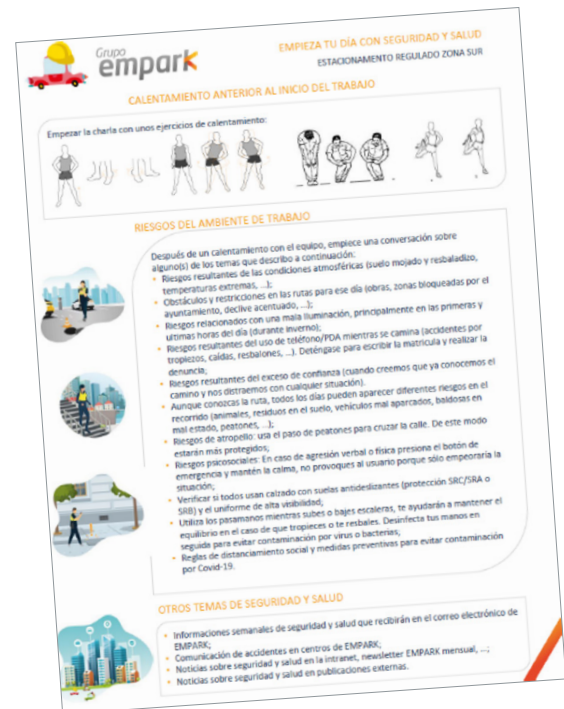 Grupo
empark
EMPIEZA TU DÍA CON SEGURIDAD Y SALUD
ESTACIONAMIENTO REGULADO ZONA SUR
CALENTAMIENTO ANTERIOR AL INICIO DEL TRABAJO
Empezar la charla con unos ejercicios de calentamiento:
RIESGOS DEL AMBIENTE DE TRABAJO
Después de un calentamiento con el equipo, empiece una conversación sobre
alguno(s) de los temas que describo a continuación:
• Riesgos resultantes de las condiciones atmosféricas (suelo mojado y resbaladizo,
temperaturas extremas, ...);
• Obstáculos y restricciones en las rutas para ese día (obras, zonas bloqueadas por el
ayuntamiento, declive acentuado, ...);
• Riesgos relacionados con una mala iluminación, principalmente en las primeras y
ultimas horas del día (durante inverno);
• Riesgos resultantes del uso de teléfono/PDA mientras se camina (accidentes por
tropiezos, caídas, resbalones, ...). Deténgase para escribir la matrícula y realizar la
denuncia;
• Riesgos resultantes del exceso de confianza (cuando creemos que ya conocemos el
camino y nos distraemos con cualquier situación).
• Aunque conozcas la ruta, todos los días pueden aparecer diferentes riesgos en el
recorrido (animales, residuos en el suelo, vehículos mal aparcados, baldosas en
mal estado, peatones, ...);
• Riesgos de atropello: usa el paso de peatones para cruzar la calle. De este modo
estarán más protegidos;
• Riesgos psicosociales: En caso de agresión verbal o física presiona el botón de
emergencia y mantén la calma, no provoques al usuario porque sólo empeoraría la
situación;
• Verificar si todos usan calzado con suelas antideslizantes (protección SRC/SRA o
SRB) y el uniforme de alta visibilidad;
• Utiliza los pasamanos mientras subes o bajes escaleras, te ayudarán a mantener el
equilibrio en el caso de que tropieces o te resbales. Desinfecta tus manos en
seguida para evitar contaminación por virus o bacterias;
• Reglas de distanciamiento social y medidas preventivas para evitar contaminación
por Covid-19.
OTROS TEMAS DE SEGURIDAD Y SALUD
• Informaciones semanales de seguridad y salud que recibirán en el correo electrónico de
EMPARK;
• Comunicación de accidentes en centros de EMPARK;
• Noticias sobre seguridad y salud en la intranet, newsletter EMPARK mensual, ...;
• Noticias sobre seguridad y salud en publicaciones externas.